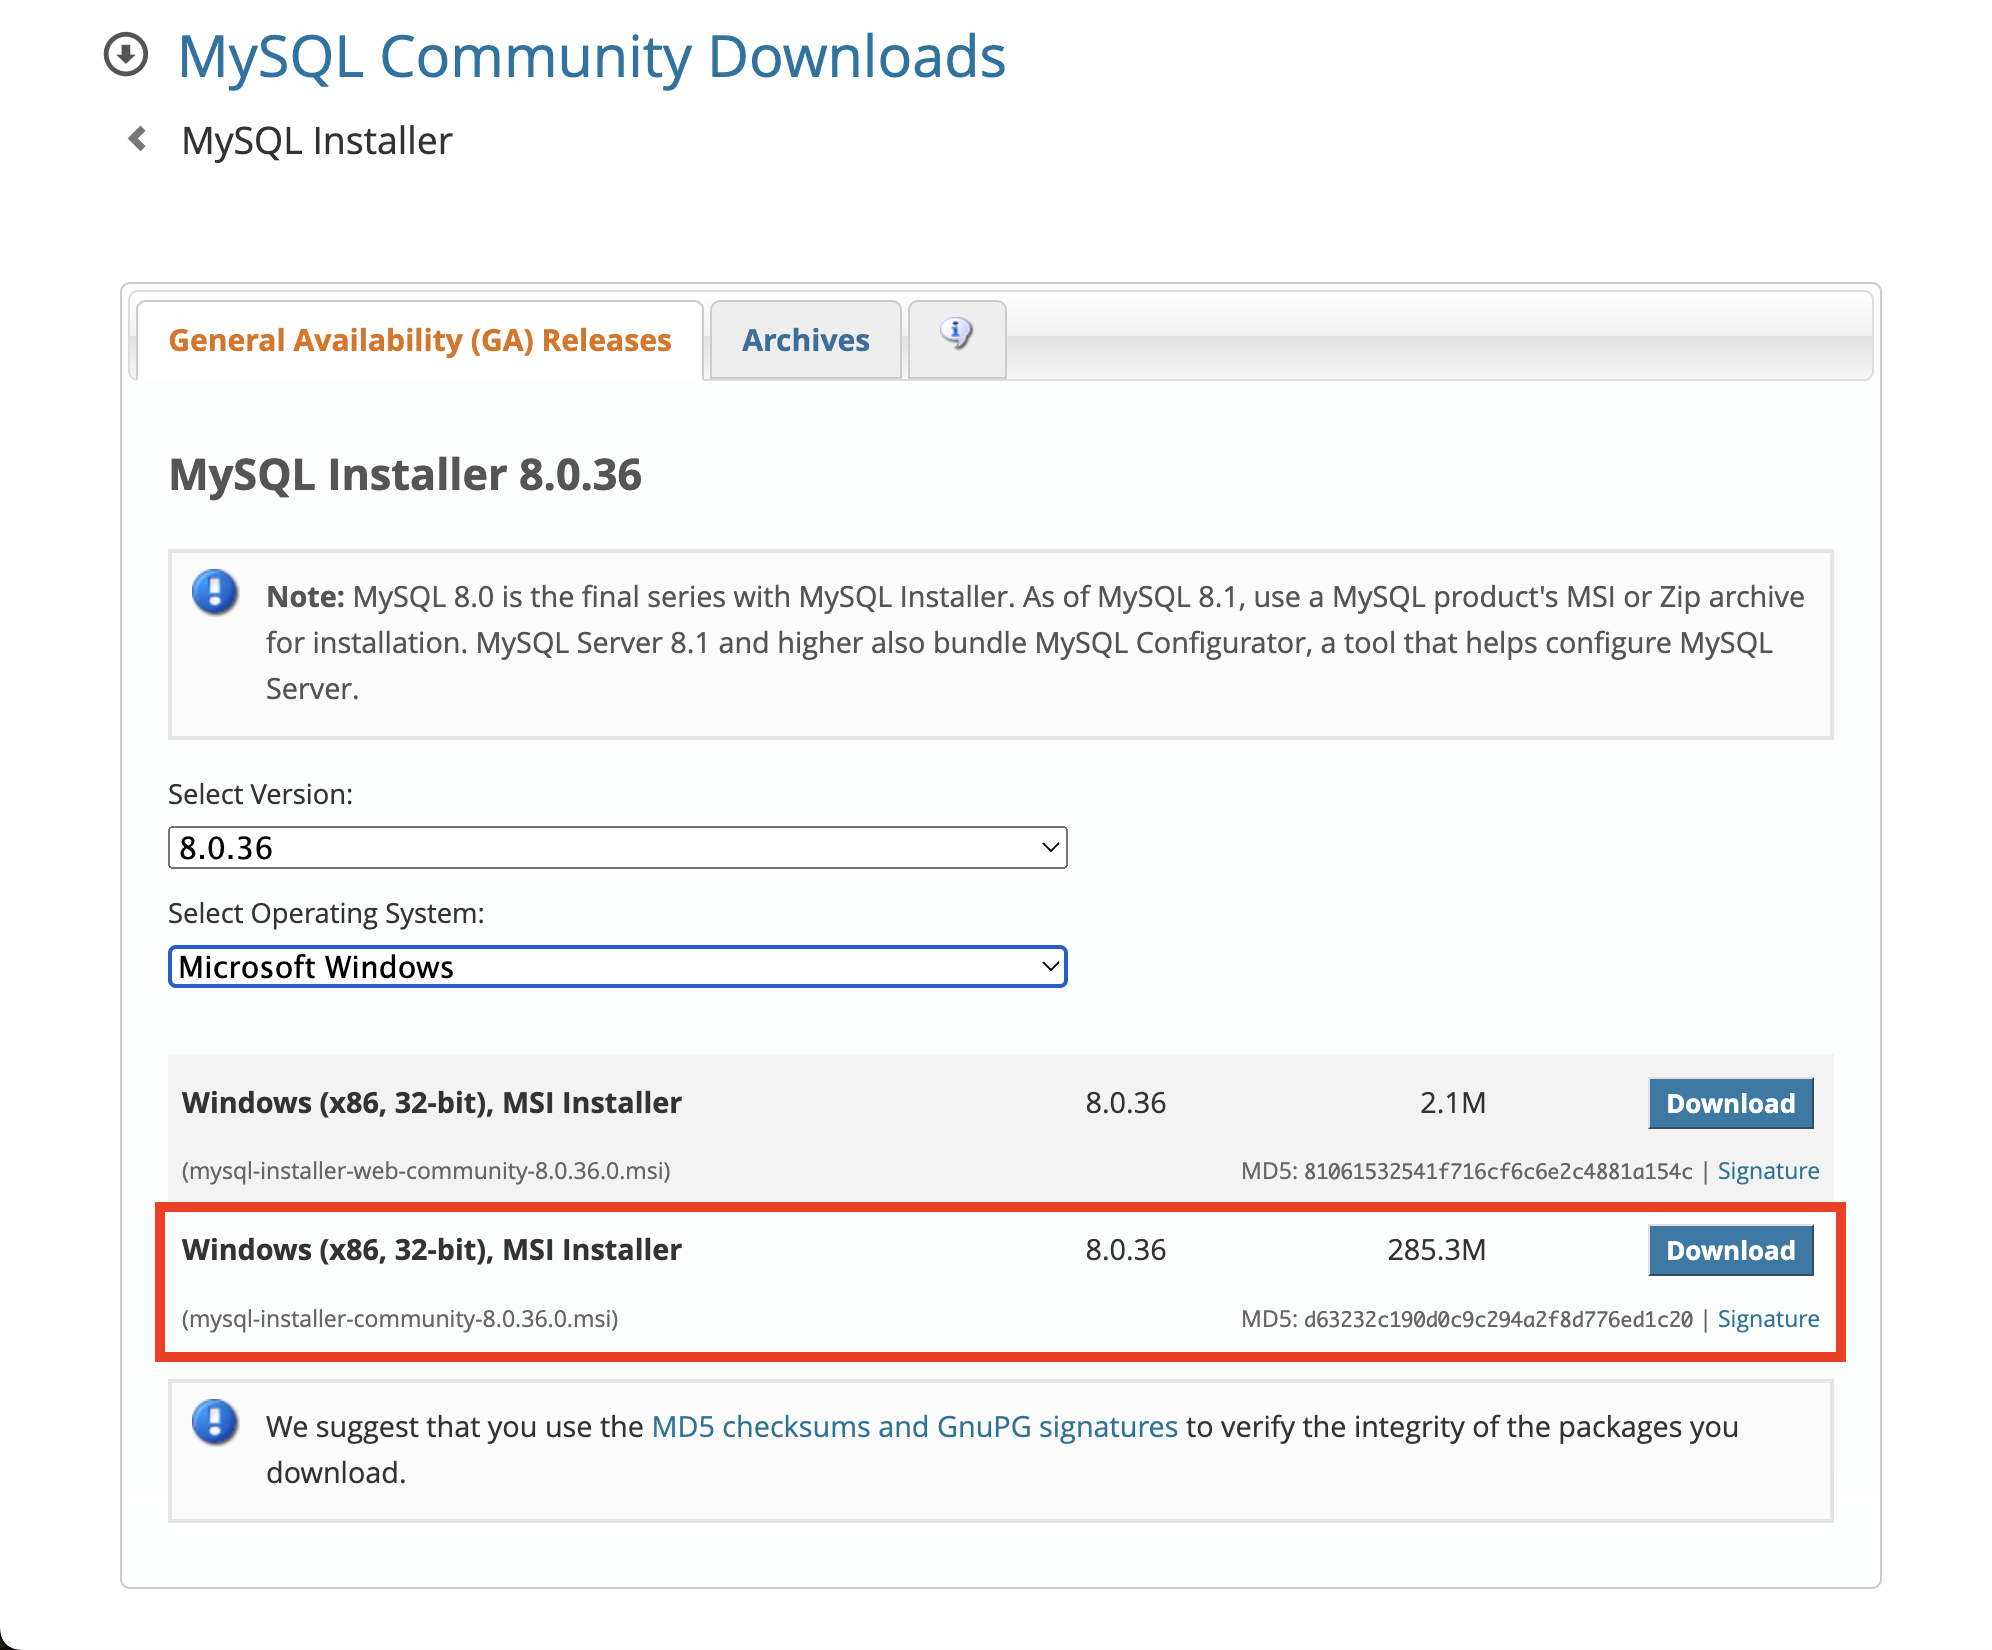 MySQL Community Downloads
MySQL Installer
General Availability (GA) Releases
Archives
MySQL Installer 8.0.36
Note: MySQL 8.0 is the final series with MySQL Installer. As of MySQL 8.1, use a MySQL product's MSI or Zip archive
for installation. MySQL Server 8.1 and higher also bundle MySQL Configurator, a tool that helps configure MySQL
Server.
Select Version:
8.0.36
Select Operating System:
Microsoft Windows
Windows (x86, 32-bit), MSI Installer 8.0.36 2.1M Download
(mysql-installer-web-community-8.0.36.0.msi) MD5: 81061532541f716cf6c6e2c4881a154c | Signature
Windows (x86, 32-bit), MSI Installer 8.0.36 285.3M Download
(mysql-installer-community-8.0.36.0.msi) MD5: d63232c190d0c9c294a2f8d776ed1c20 | Signature
We suggest that you use the MD5 checksums and GnuPG signatures to verify the integrity of the packages you
download.